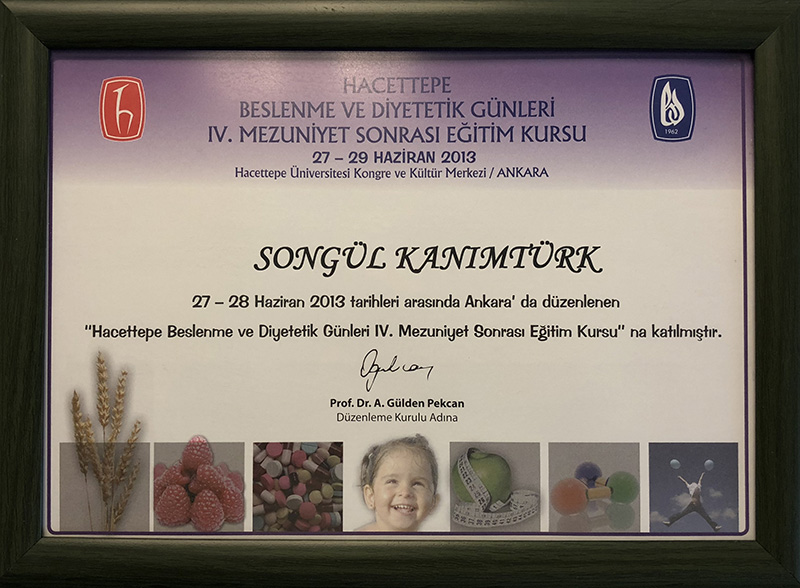 HACETTEPE
BESLENME VE DİYETETİK GÜNLERİ
IV. MEZUNİYET SONRASI EĞİTİM KURSU
27 – 29 HAZİRAN 2013
Hacettepe Üniversitesi Kongre ve Kültür Merkezi / ANKARA
1962
SONGÜL KANIMTÜRK
27 – 28 Haziran 2013 tarihleri arasında Ankara' da düzenlenen
"Hacettepe Beslenme ve Diyetetik Günleri IV. Mezuniyet Sonrası Eğitim Kursu" na katılmıştır.
Prof. Dr. A. Gülden Pekcan
Düzenleme Kurulu Adına